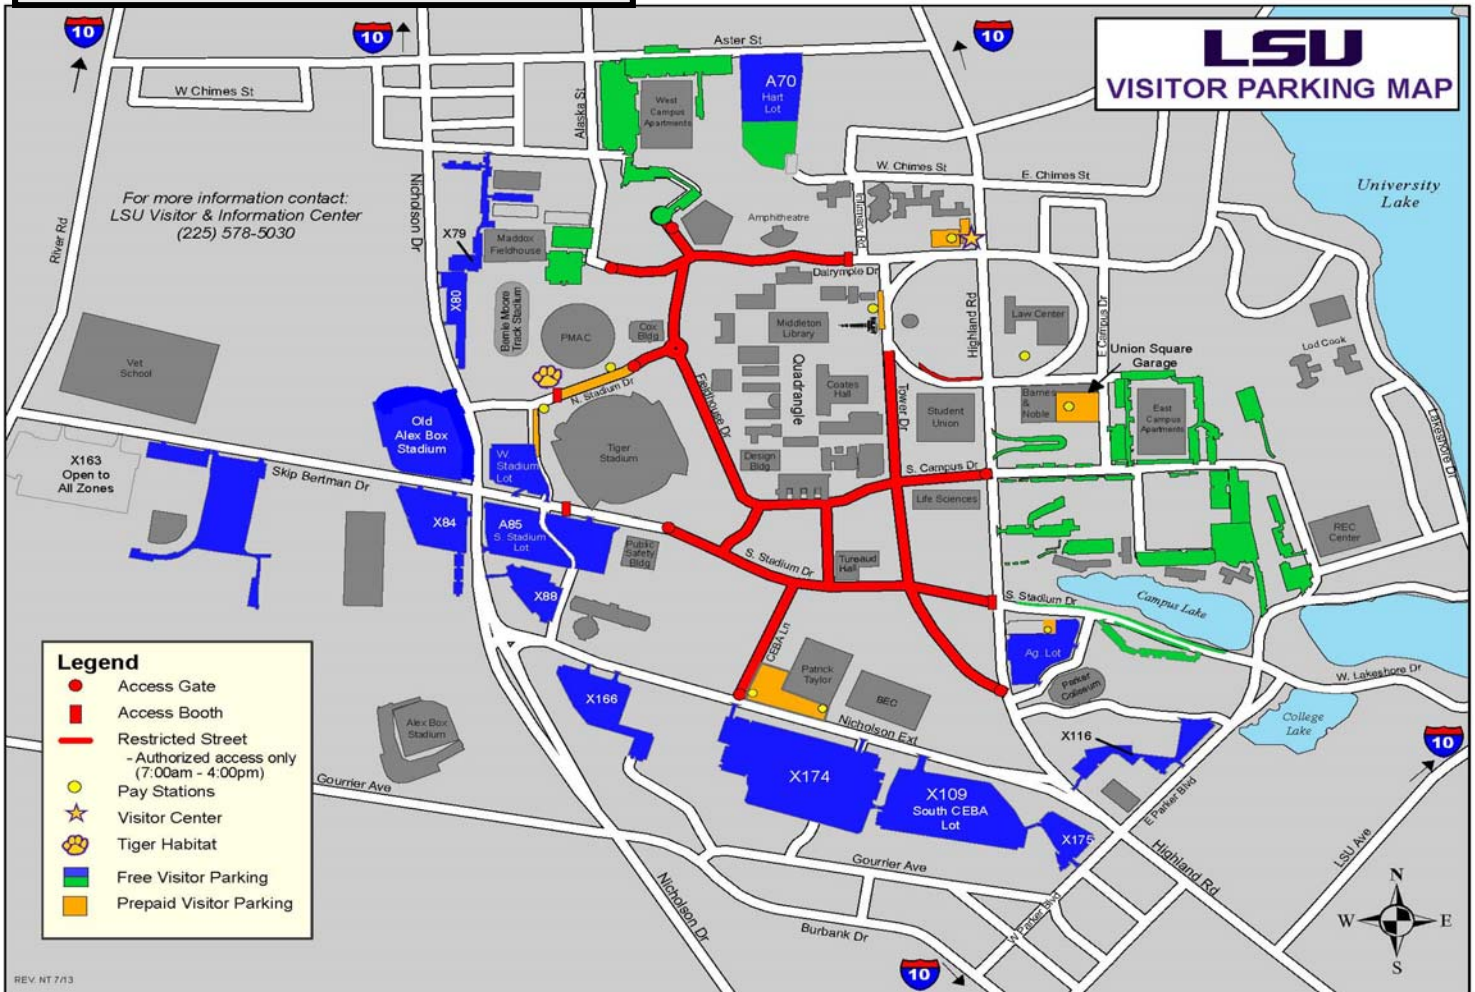 10
10
10
LSU
VISITOR PARKING MAP
Aster St
W Chimes St
Alaska St
West
Campus
Apartments
A70
Hart
Lot
W. Chimes St
E. Chimes St
University
Lake
For more information contact:
LSU Visitor & Information Center
(225) 578-5030
River Rd
Nicholson Dr
X79
Maddox
Fieldhouse
Amphitheatre
Infirmary Rd
X80
Bernie Moore
Track Stadium
PMAC
Cox
Bldg
Dalrymple Dr
Middleton
Library
Highland Rd
Law Center
E Campus Dr
Union Square
Garage
Lod Cook
Vet
School
N. Stadium Dr
Fieldhouse Dr
Quadrangle
Coates
Hall
Tower Dr
Student
Union
Barnes
&
Noble
East
Campus
Apartments
Lakeshore Dr
Old
Alex Box
Stadium
Tiger
Stadium
W.
Stadium
Lot
Design
Bldg
S. Campus Dr
Life Sciences
X163
Open to
All Zones
Skip Bertman Dr
X84
A85
S. Stadium
Lot
Public
Safety
Bldg
S. Stadium Dr
Tureaud
Hall
REC
Center
X88
S. Stadium Dr
Campus Lake
CEBA Ln
Patrick
Taylor
BEC
Ag. Lot
Parker
Coliseum
W. Lakeshore Dr
College
Lake
X166
Alex Box
Stadium
Nicholson Ext
X116
10
X174
X109
South CEBA
Lot
X175
E Parker Blvd
Gourrier Ave
Gourrier Ave
Highland Rd
LSU Ave
Nicholson Dr
Burbank Dr
W Parker Blvd
10
N
W
E
S
Legend
Access Gate
Access Booth
Restricted Street
- Authorized access only
(7:00am - 4:00pm)
Pay Stations
Visitor Center
Tiger Habitat
Free Visitor Parking
Prepaid Visitor Parking
REV. NT 7/13